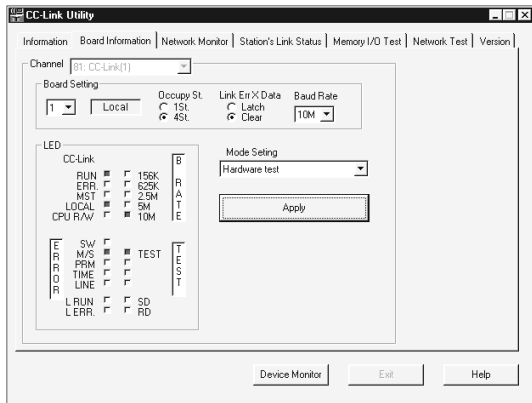 CC-Link Utility
Information Board Information Network Monitor Station's Link Status Memory I/O Test Network Test Version
Channel 81: CC-Link(1)
Board Setting
1 Local
Occupy St.
1St.
4St.
Link Err X Data
Latch
Clear
Baud Rate
10M
LED
CC-Link
RUN 156K
ERR. 625K
MST 2.5M
LOCAL 5M
CPU R/W 10M
B RATE
ERROR
SW
M/S TEST
PRM
TIME
LINE
TEST
L RUN SD
L ERR. RD
Mode Seting
Hardware test
Apply
Device Monitor Exit Help